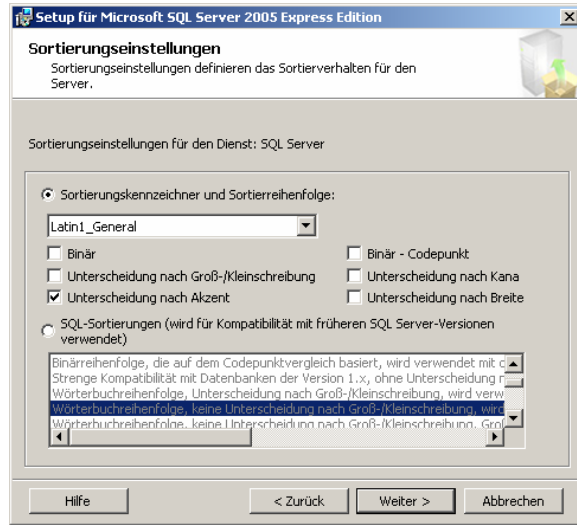 Setup für Microsoft SQL Server 2005 Express Edition
Sortierungseinstellungen
Sortierungseinstellungen definieren das Sortierverhalten für den
Server.
Sortierungseinstellungen für den Dienst: SQL Server
Sortierungskennzeichner und Sortierreihenfolge:
Latin1_General
Binär
Binär - Codepunkt
Unterscheidung nach Groß-/Kleinschreibung
Unterscheidung nach Kana
Unterscheidung nach Akzent
Unterscheidung nach Breite
SQL-Sortierungen (wird für Kompatibilität mit früheren SQL Server-Versionen
verwendet)
Binärreihenfolge, die auf dem Codepunktvergleich basiert, wird verwendet mit
Strenge Kompatibilität mit Datenbanken der Version 1.x, ohne Unterscheidung
Wörterbuchreihenfolge, Unterscheidung nach Groß-/Kleinschreibung, wird verw
Wörterbuchreihenfolge, keine Unterscheidung nach Groß-/Kleinschreibung, wird
Wörterbuchreihenfolge, keine Unterscheidung nach Groß-/Kleinschreibung, Groß
Hilfe
< Zurück
Weiter >
Abbrechen